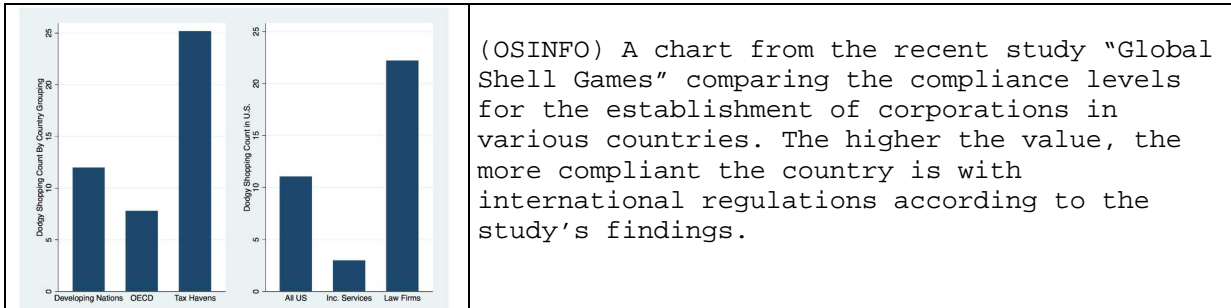 Dodgy Shopping Count By Country Grouping
25
20
15
10
5
0
Developing Nations OECD Tax Havens
Dodgy Shopping Count in U.S.
25
20
15
10
5
0
All US Inc. Services Law Firms
(OSINFO) A chart from the recent study “Global
Shell Games” comparing the compliance levels
for the establishment of corporations in
various countries. The higher the value, the
more compliant the country is with
international regulations according to the
study’s findings.